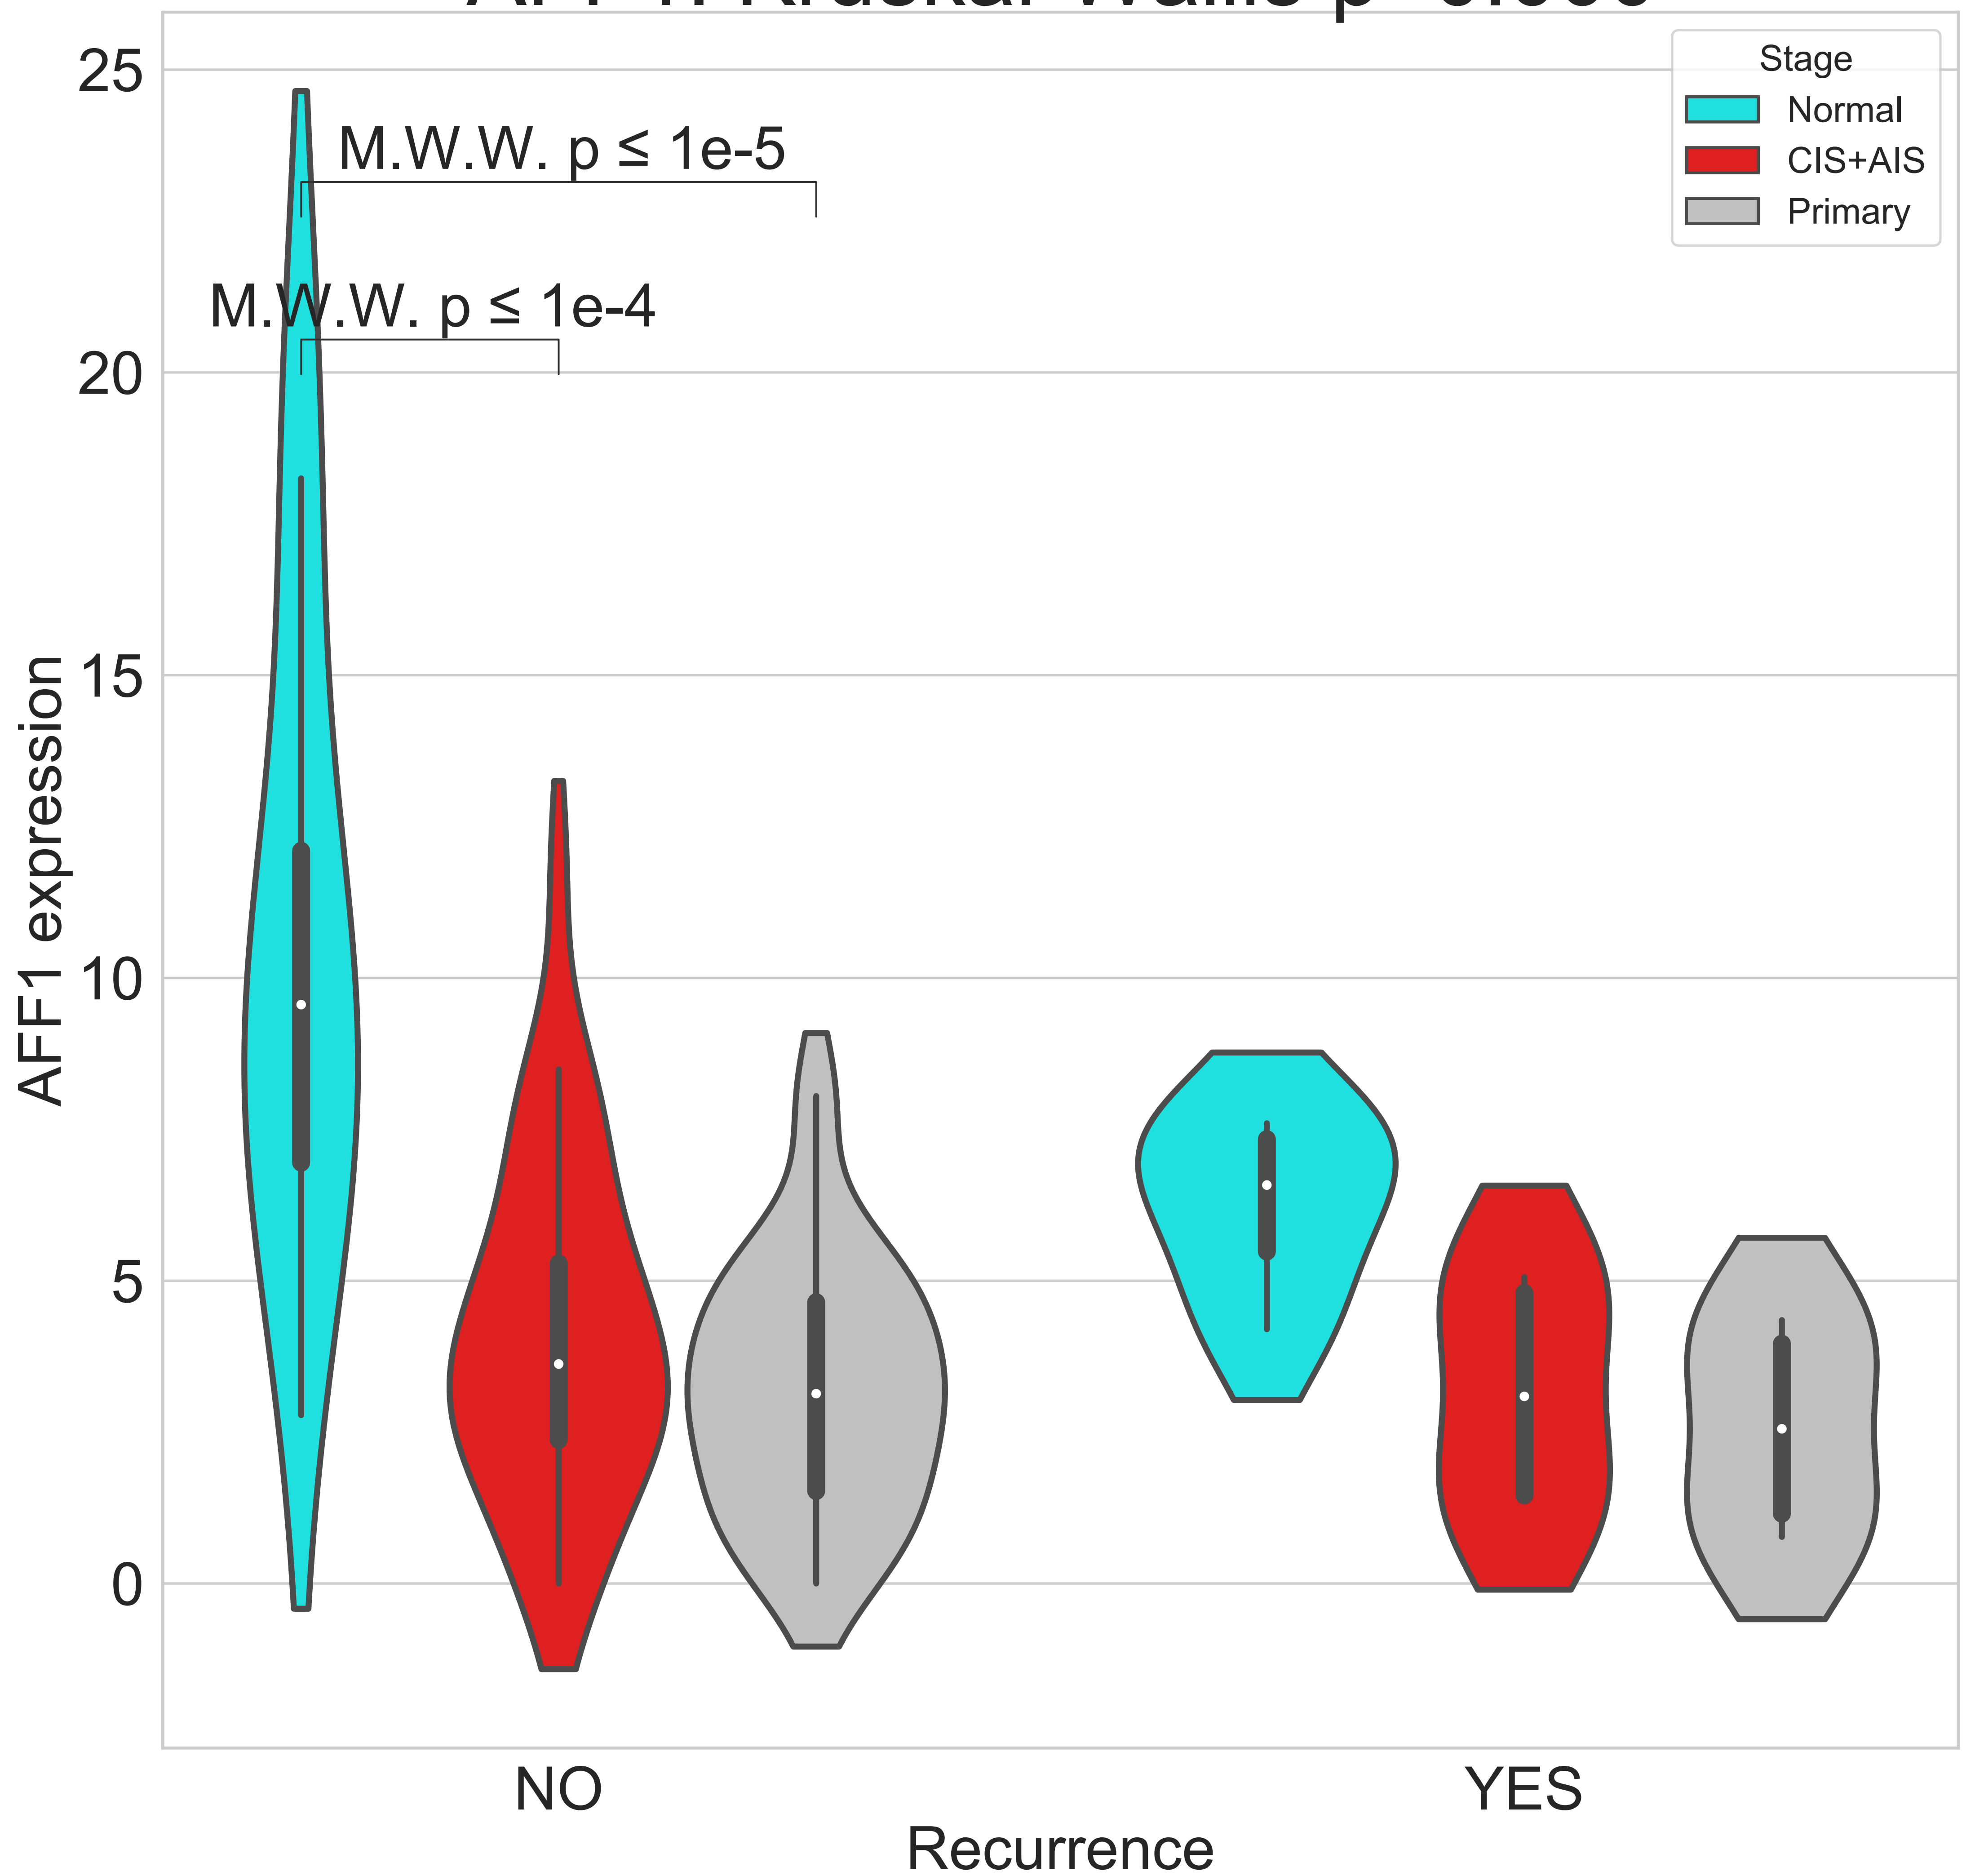 25
20
15
10
5
0
AFF1 expression
M.W.W. p ≤ 1e-5
M.W.W. p ≤ 1e-4
Stage
Normal
CIS+AIS
Primary
NO
YES
Recurrence